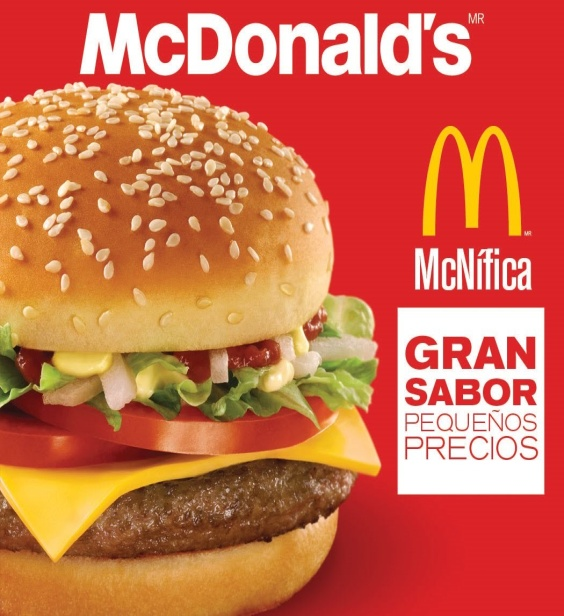 McDonald's MR
M MR
McNífica
GRAN
SABOR
PEQUEÑOS
PRECIOS